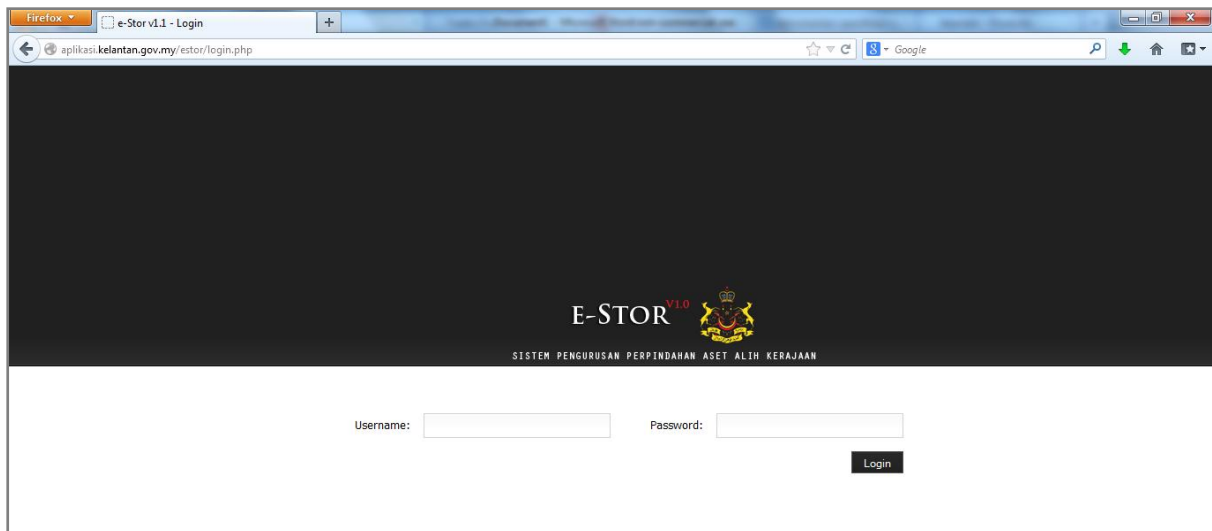 Firefox
e-Stor v1.1 - Login
aplikasi.kelantan.gov.my/estor/login.php
Google
E-STOR V1.0
SISTEM PENGURUSAN PERPINDAHAN ASET ALIH KERAJAAN
Username: Password:
Login